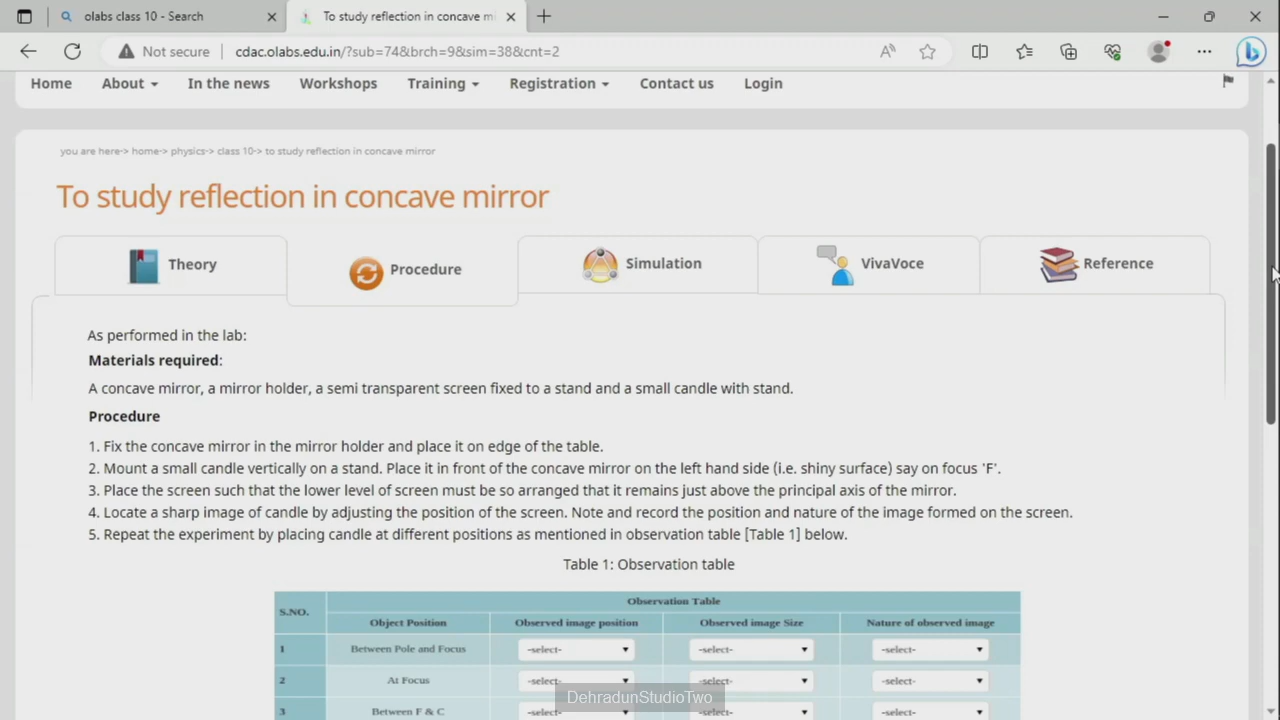 olabs class 10 - Search
To study reflection in concave mi
Not secure
cdac.olabs.edu.in/?sub=74&brch=9&sim=38&cnt=2
Home About In the news Workshops Training Registration Contact us Login
you are here-> home-> physics-> class 10-> to study reflection in concave mirror
To study reflection in concave mirror
Theory Procedure Simulation VivaVoce Reference
As performed in the lab:
Materials required:
A concave mirror, a mirror holder, a semi transparent screen fixed to a stand and a small candle with stand.
Procedure
1. Fix the concave mirror in the mirror holder and place it on edge of the table.
2. Mount a small candle vertically on a stand. Place it in front of the concave mirror on the left hand side (i.e. shiny surface) say on focus 'F'.
3. Place the screen such that the lower level of screen must be so arranged that it remains just above the principal axis of the mirror.
4. Locate a sharp image of candle by adjusting the position of the screen. Note and record the position and nature of the image formed on the screen.
5. Repeat the experiment by placing candle at different positions as mentioned in observation table [Table 1] below.
Table 1: Observation table
S.NO. Observation Table
Object Position Observed image position Observed image Size Nature of observed image
1 Between Pole and Focus -select- -select- -select-
2 At Focus -select- -select- -select-
3 Between F & C -select- -select- -select-
DehradunStudioTwo